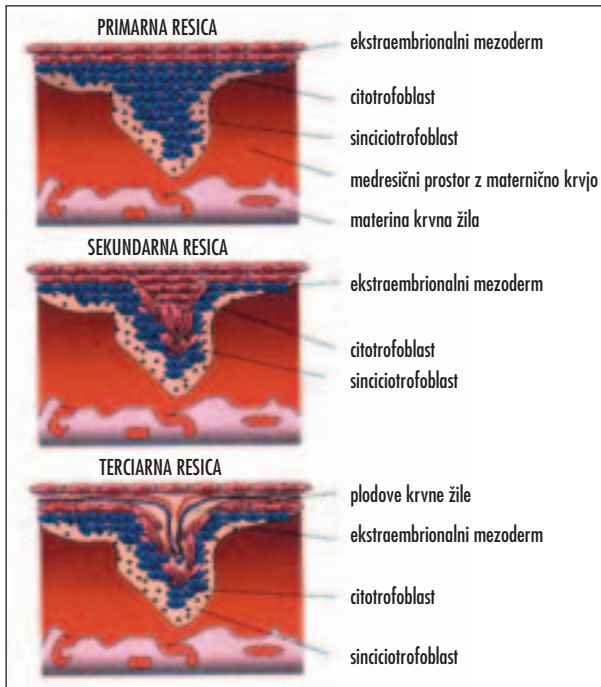 PRIMARNA RESICA
ekstraembrionalni mezoderm
citotrofoblast
sinciciotrofoblast
medresični prostor z maternično krvjo
materina krvna žila
SEKUNDARNA RESICA
ekstraembrionalni mezoderm
citotrofoblast
sinciciotrofoblast
TERCIARNA RESICA
plodove krvne žile
ekstraembrionalni mezoderm
citotrofoblast
sinciciotrofoblast